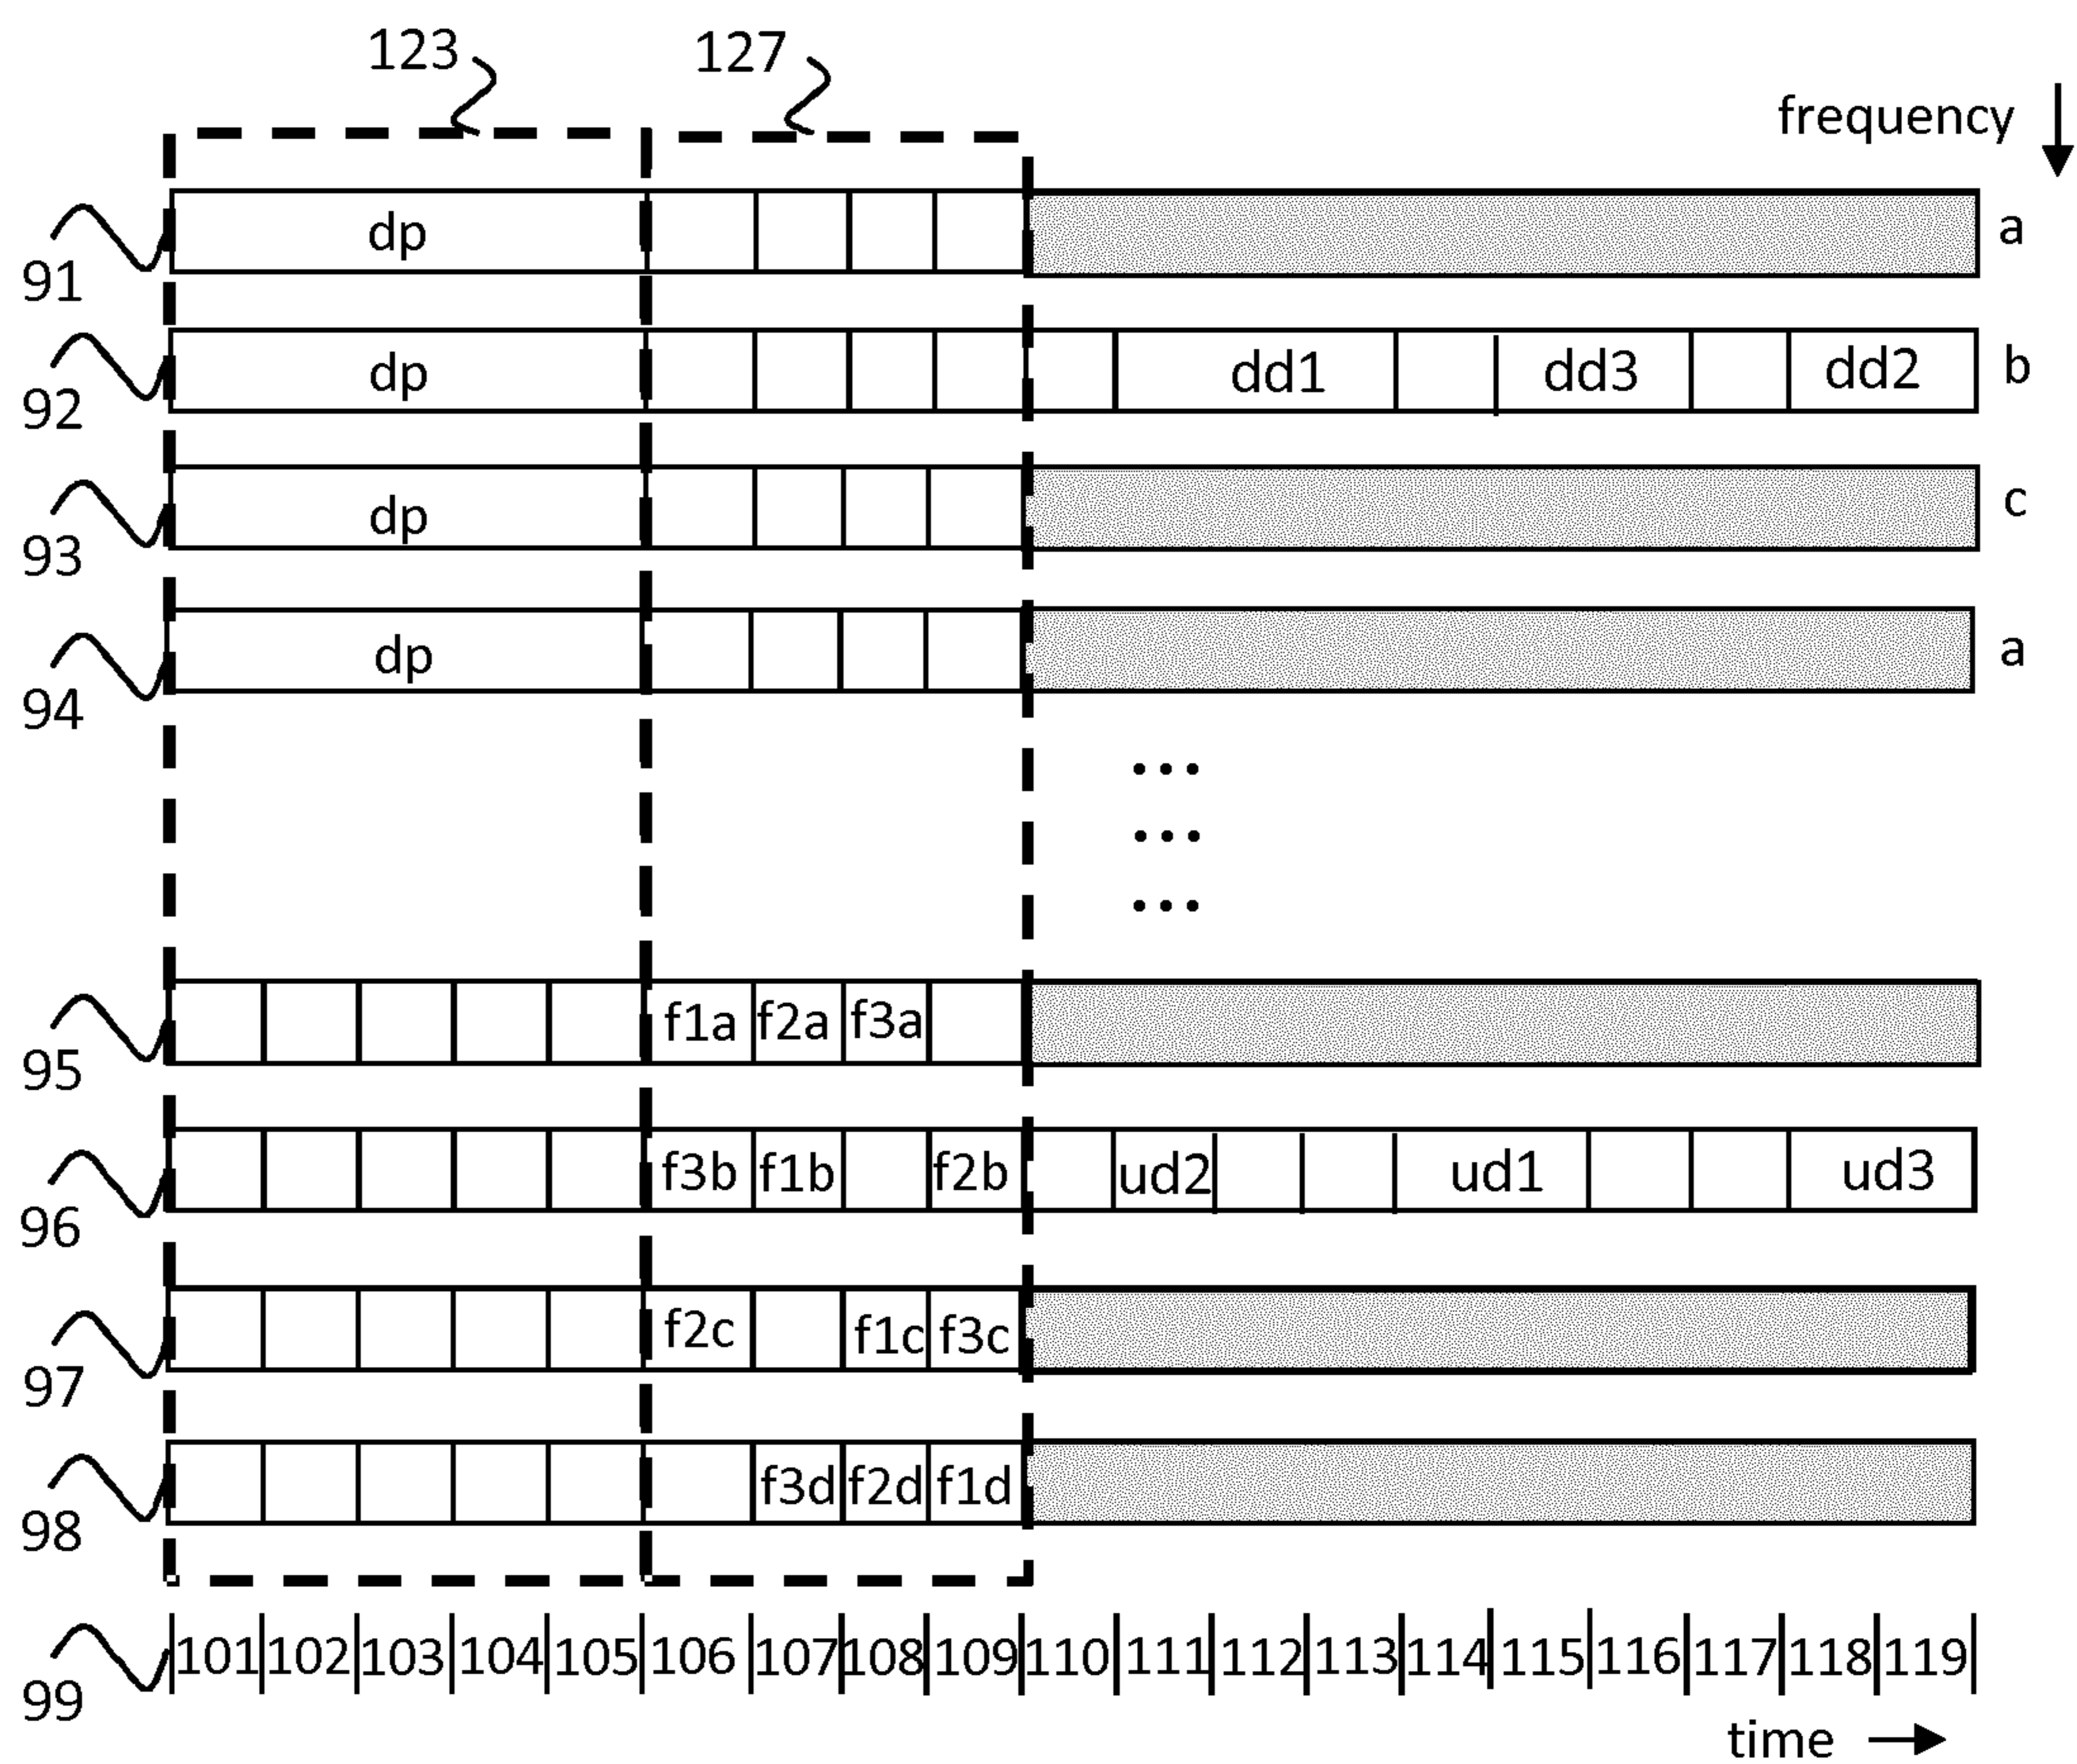 123 127
frequency
91 dp a
92 dp dd1 dd3 dd2 b
93 dp c
94 dp a
...
...
...
95 f1a f2a f3a
96 f3b f1b f2b ud2 ud1 ud3
97 f2c f1c f3c
98 f3d f2d f1d
99 101 102 103 104 105 106 107 108 109 110 111 112 113 114 115 116 117 118 119
time